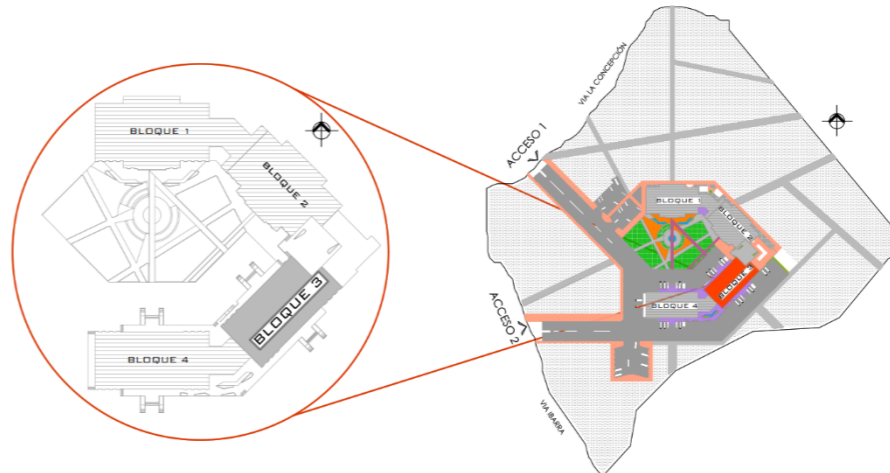 BLOQUE 1
BLOQUE 2
BLOQUE 3
BLOQUE 4
VIA LA CONCEPCIÓN
ACCESO 1
BLOQUE 1
BLOQUE 2
BLOQUE 3
BLOQUE 4
ACCESO 2
VIA IBARRA